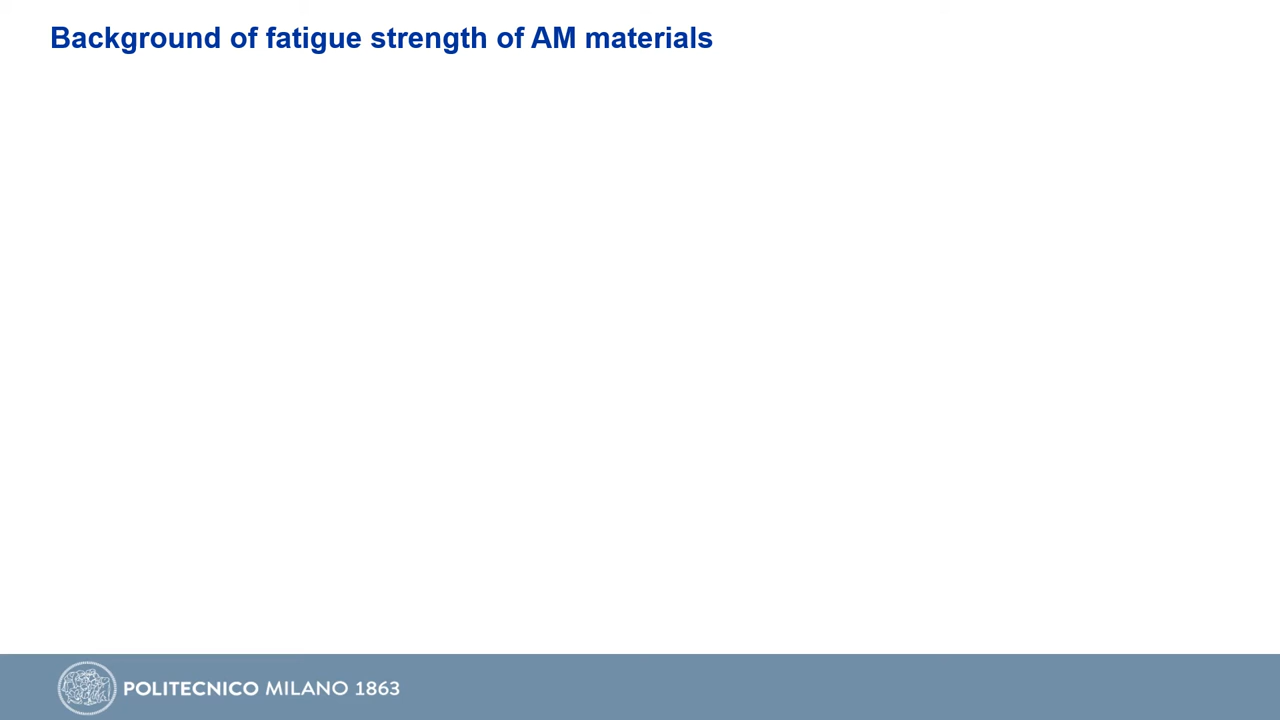 Background of fatigue strength of AM materials
POLITECNICO MILANO 1863